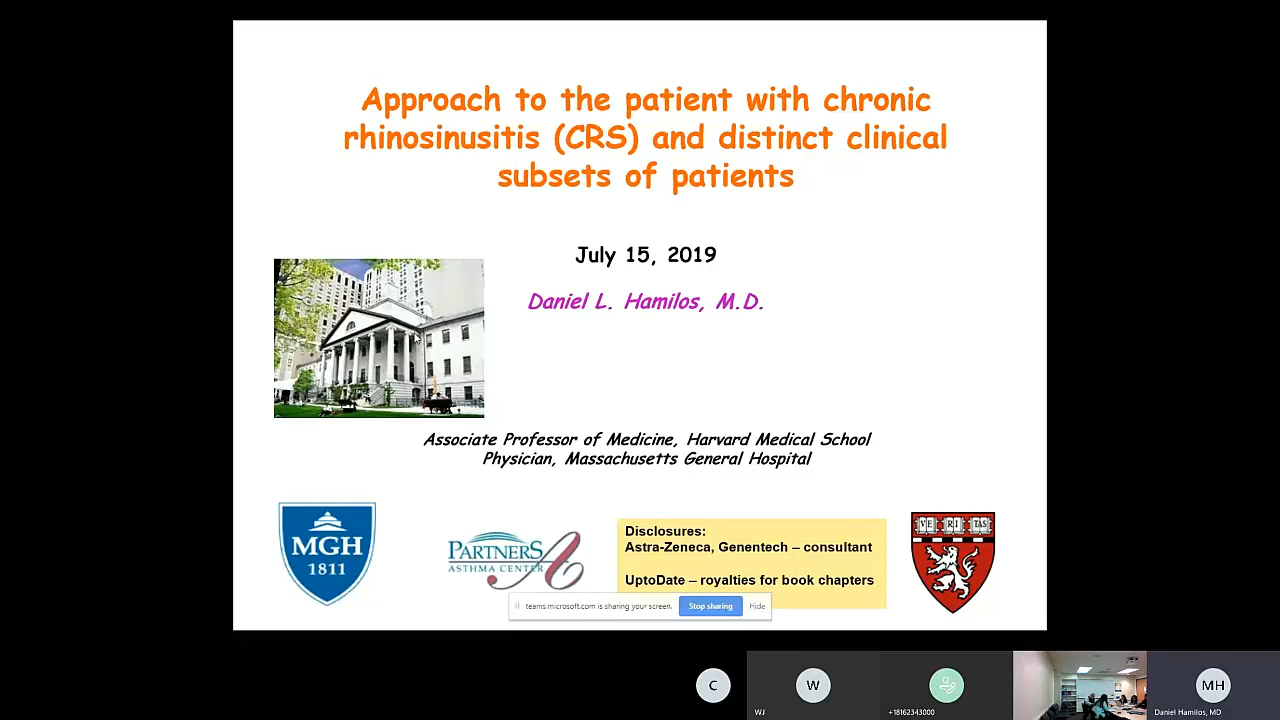 Approach to the patient with chronic
rhinosinusitis (CRS) and distinct clinical
subsets of patients
July 15, 2019
Daniel L. Hamilos, M.D.
Associate Professor of Medicine, Harvard Medical School
Physician, Massachusetts General Hospital
MGH
1811
PARTNERS
ASTHMA CENTER
A
Disclosures:
Astra-Zeneca, Genentech – consultant
UptoDate – royalties for book chapters
VE RI TAS
teams.microsoft.com is sharing your screen.
Stop sharing
Hide
C
W
WJ
+18162343000
MH
Daniel Hamilos, MD